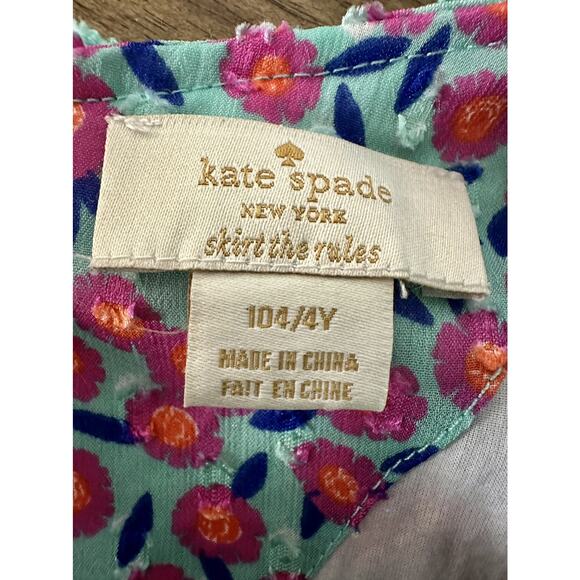 kate spade
NEW YORK
skirt the rules
104/4Y
MADE IN CHINA
FAIT EN CHINE